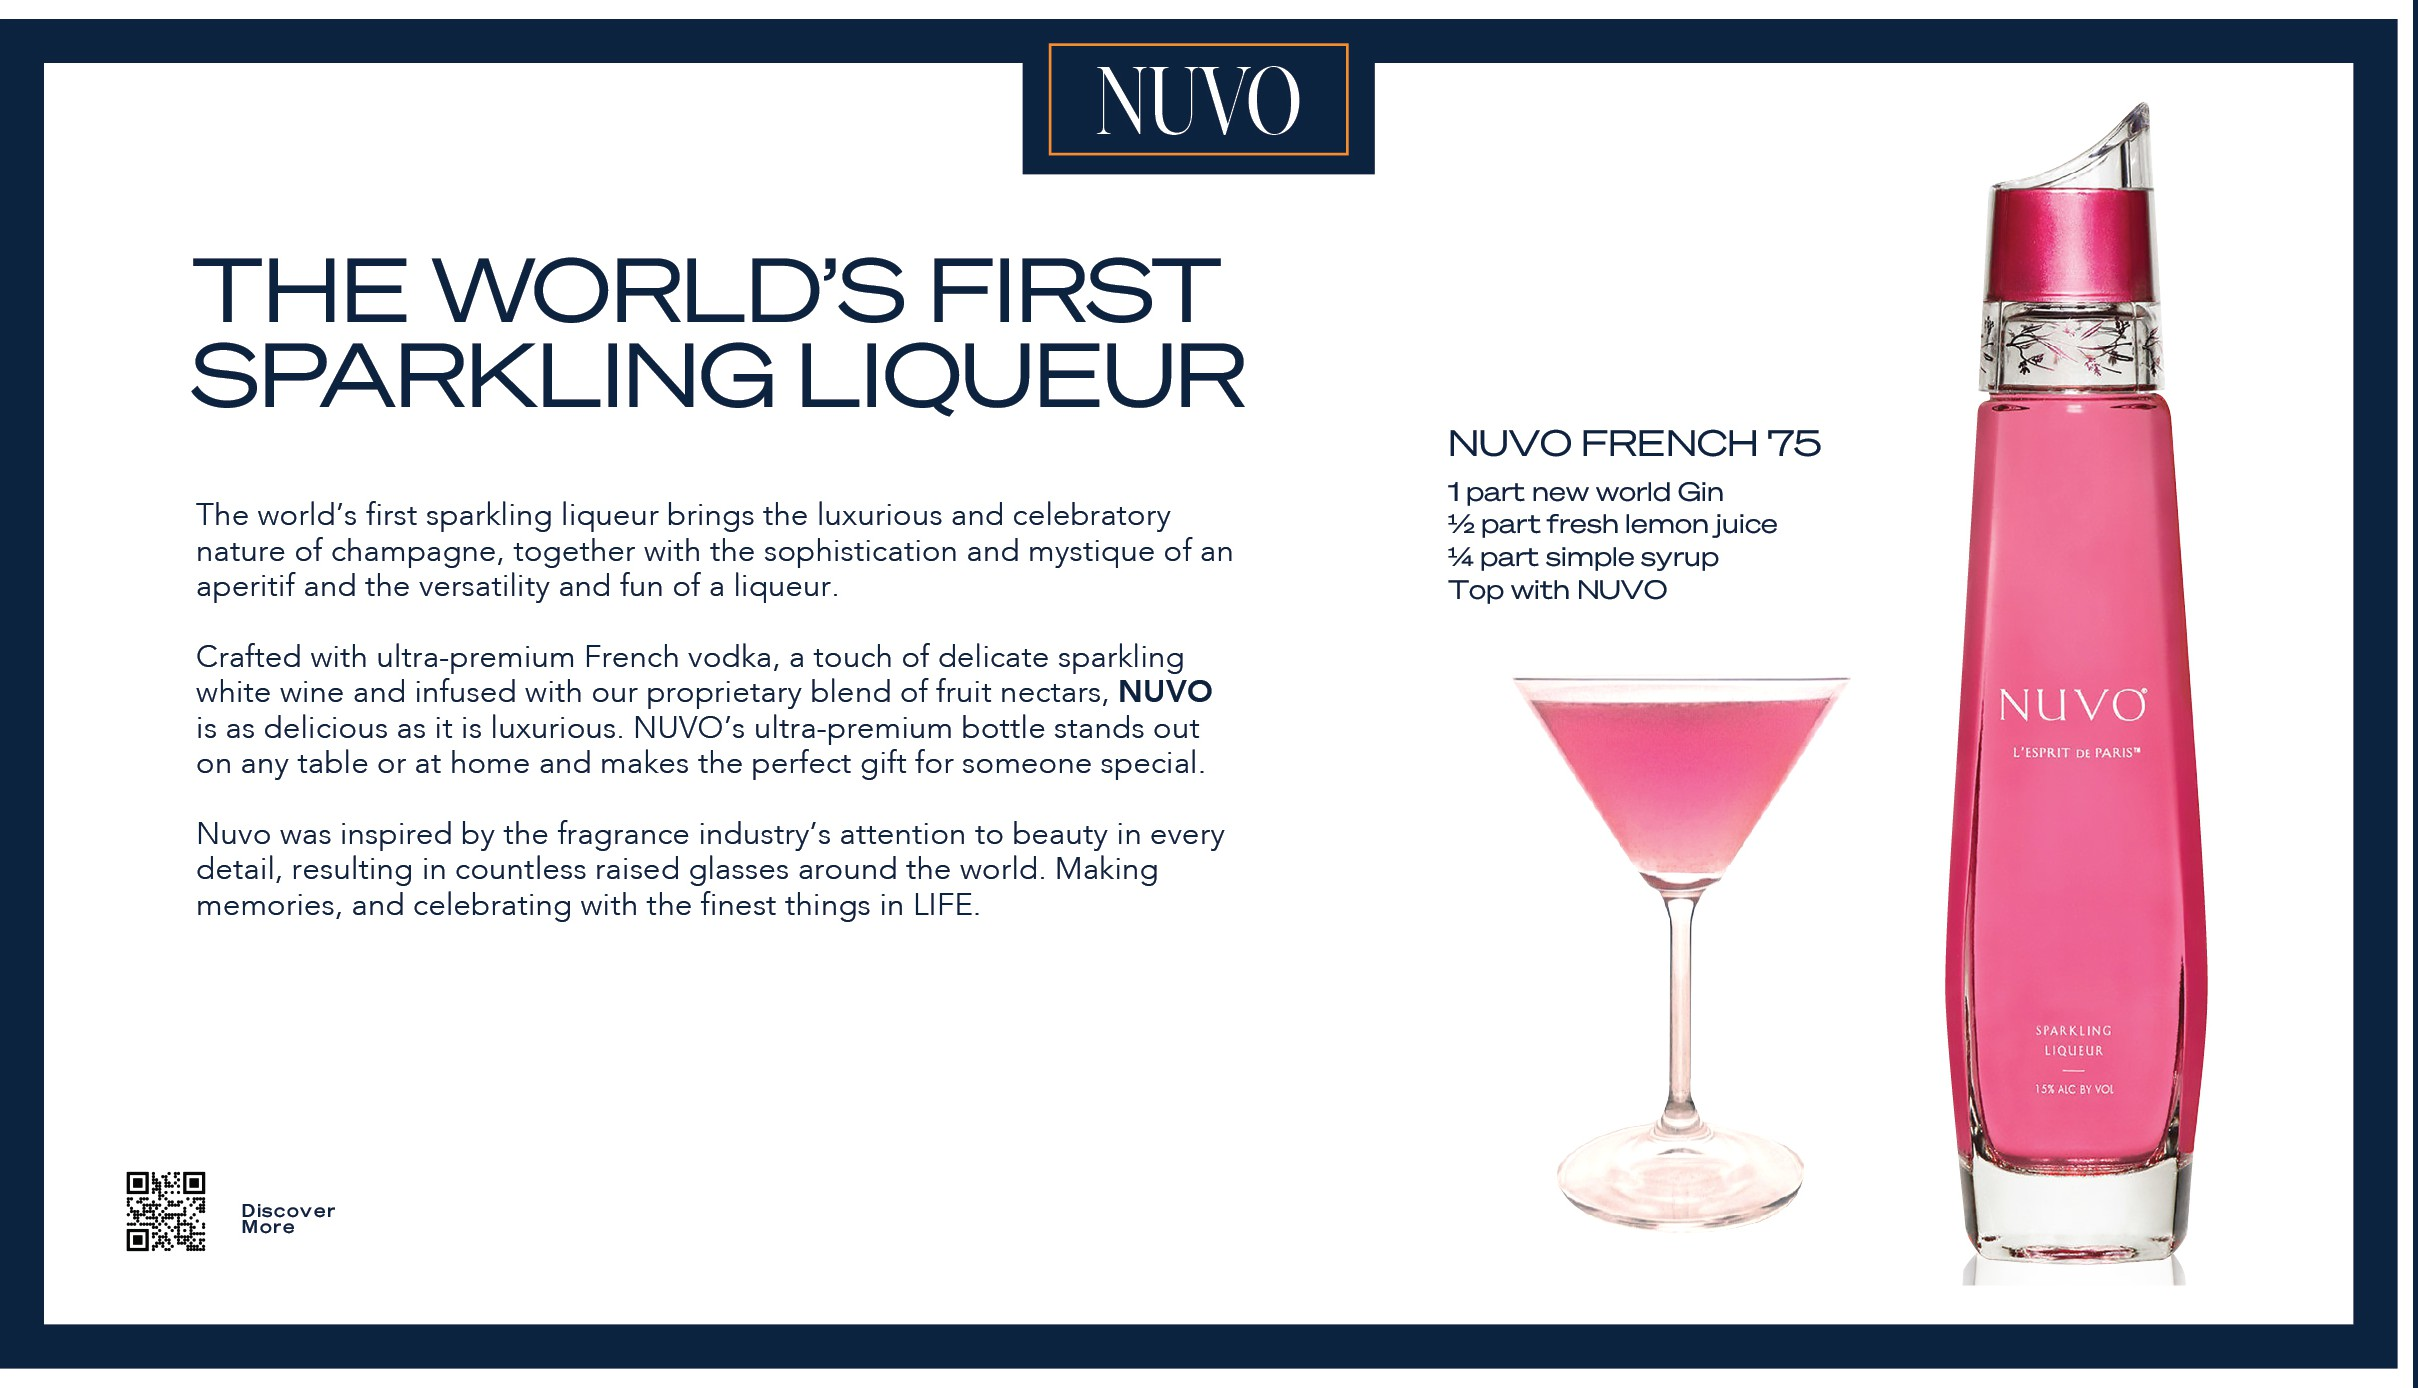 NUVO
THE WORLD'S FIRST
SPARKLING LIQUEUR
The world's first sparkling liqueur brings the luxurious and celebratory
nature of champagne, together with the sophistication and mystique of an
aperitif and the versatility and fun of a liqueur.
Crafted with ultra-premium French vodka, a touch of delicate sparkling
white wine and infused with our proprietary blend of fruit nectars, NUVO
is as delicious as it is luxurious. NUVO's ultra-premium bottle stands out
on any table or at home and makes the perfect gift for someone special.
Nuvo was inspired by the fragrance industry's attention to beauty in every
detail, resulting in countless raised glasses around the world. Making
memories, and celebrating with the finest things in LIFE.
Discover
More
NUVO FRENCH '75
1 part new world Gin
½ part fresh lemon juice
¼ part simple syrup
Top with NUVO
NUVO®
L'ESPRIT DE PARIS™
SPARKLING
LIQUEUR
15% ALC BY VOL